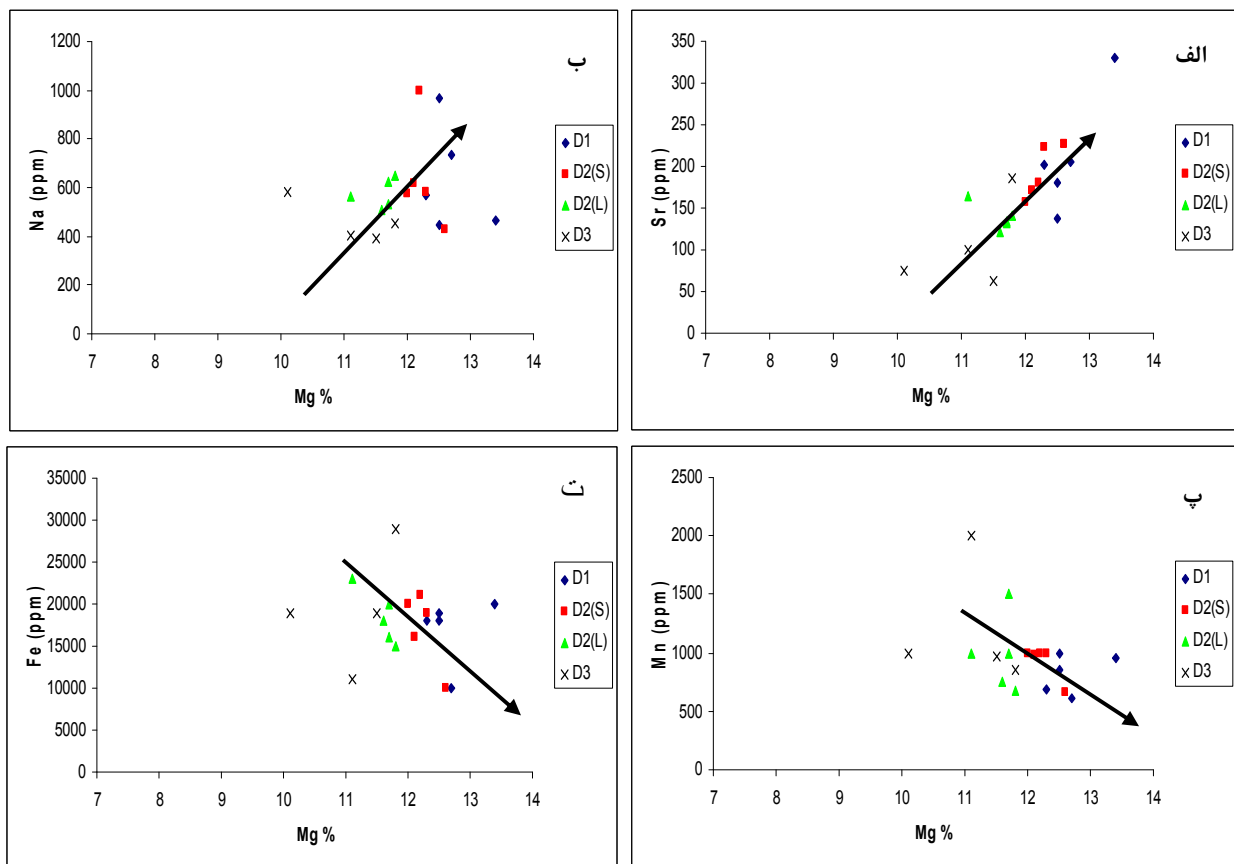 ب
1200
1000
800
600
400
200
0
Na (ppm)
7 8 9 10 11 12 13 14
Mg %
D1
D2(S)
D2(L)
D3
الف
350
300
250
200
150
100
50
0
Sr (ppm)
7 8 9 10 11 12 13 14
Mg %
D1
D2(S)
D2(L)
D3
ت
35000
30000
25000
20000
15000
10000
5000
0
Fe (ppm)
7 8 9 10 11 12 13 14
Mg %
D1
D2(S)
D2(L)
D3
پ
2500
2000
1500
1000
500
0
Mn (ppm)
7 8 9 10 11 12 13 14
Mg %
D1
D2(S)
D2(L)
D3